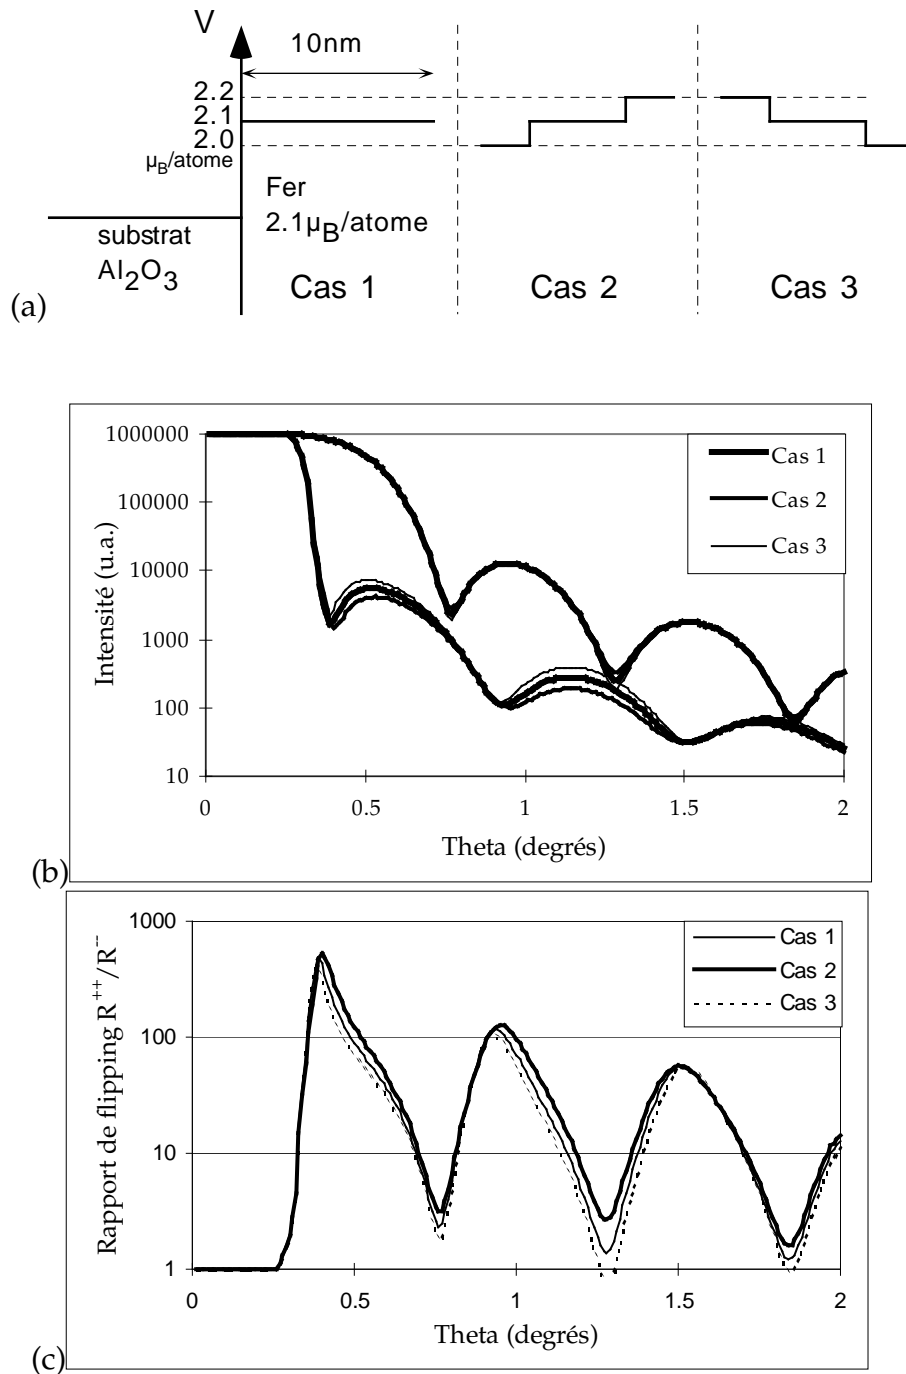 V
10nm
2.2
2.1
2.0
µB/atome
Fer
2.1µB/atome
substrat
Al2O3
Cas 1
Cas 2
Cas 3
(a)
1000000
100000
10000
1000
100
10
Intensité (u.a.)
Cas 1
Cas 2
Cas 3
0
0.5
1
1.5
2
Theta (degrés)
(b)
1000
100
10
1
Rapport de flipping R++/R--
Cas 1
Cas 2
Cas 3
0
0.5
1
1.5
2
Theta (degrés)
(c)